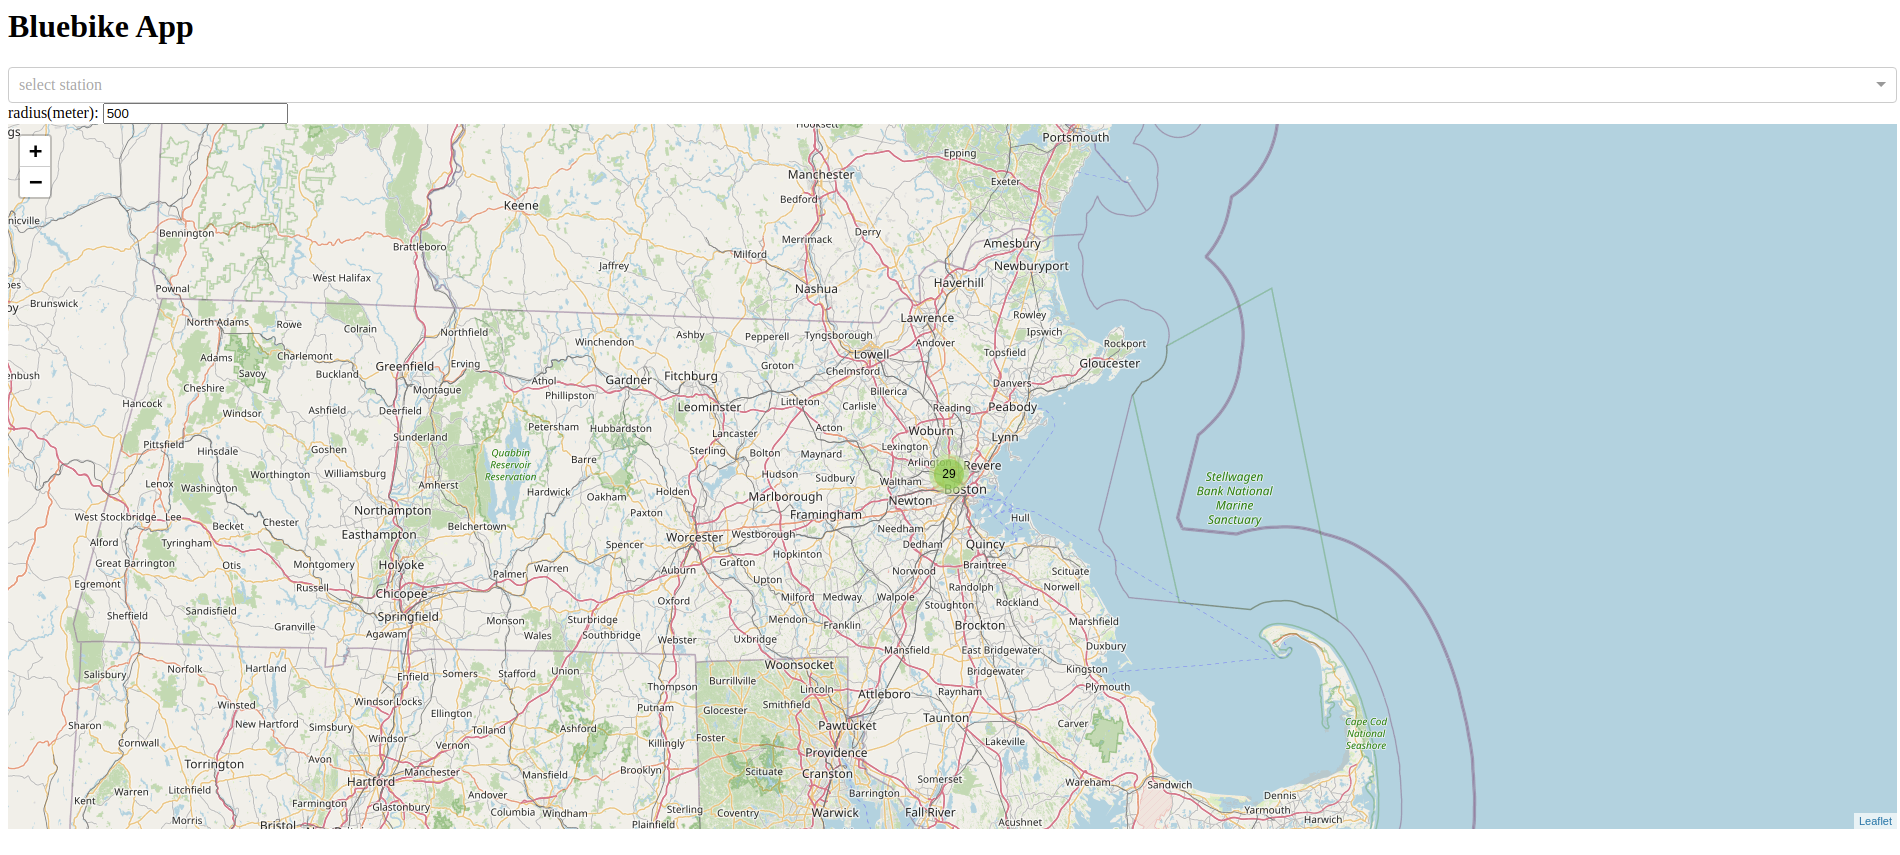 Bluebike App
select station
radius(meter): 500
gs
Hooksett
Portsmouth
+
−
Epping
Manchester
Exeter
Bedford
Keene
nicville
Bennington
Merrimack
Derry
Amesbury
Brattleboro
Milford
Jaffrey
Newburyport
West Halifax
Haverhill
Pownal
Nashua
Brunswick
oy
Rowley
Lawrence
North Adams
Rowe
Colrain
Northfield
Ashby
Pepperell
Tyngsborough
Ipswich
Winchendon
Andover
Rockport
Adams
Charlemont
Lowell
Topsfield
Erving
Greenfield
Groton
Gloucester
enbush
Savoy
Buckland
Chelmsford
Fitchburg
Athol
Gardner
Danvers
Cheshire
Montague
Billerica
Phillipston
Hancock
Littleton
Carlisle
Reading
Peabody
Windsor
Ashfield
Deerfield
Leominster
Petersham
Hubbardston
Acton
Woburn
Lancaster
Lynn
Sunderland
Pittsfield
Hinsdale
Goshen
Sterling
Bolton
Maynard
Lexington
Quabbin
Reservoir
Reservation
Barre
Arlington
Revere
29
Worthington
Williamsburg
Hudson
Sudbury
Waltham
Stellwagen
Bank National
Marine
Sanctuary
Lenox
Washington
Amherst
Hardwick
Oakham
Holden
Marlborough
Boston
Newton
Northampton
Paxton
Framingham
Hull
West Stockbridge
Lee
Becket
Chester
Belchertown
Needham
Easthampton
Worcester
Westborough
Alford
Tyringham
Spencer
Dedham
Quincy
Hopkinton
Great Barrington
Otis
Montgomery
Holyoke
Grafton
Braintree
Palmer
Warren
Auburn
Norwood
Scituate
Egremont
Russell
Chicopee
Upton
Randolph
Norwell
Sheffield
Sandisfield
Oxford
Milford
Medway
Walpole
Stoughton
Rockland
Springfield
Monson
Sturbridge
Mendon
Franklin
Brockton
Marshfield
Granville
Agawam
Wales
Southbridge
Webster
Uxbridge
Mansfield
East Bridgewater
Duxbury
Salisbury
Norfolk
Hartland
Enfield
Somers
Stafford
Union
Woonsocket
Bridgewater
Kingston
Thompson
Burrillville
Lincoln
Attleboro
Raynham
Plymouth
Winsted
Windsor Locks
Putnam
Glocester
Smithfield
Sharon
New Hartford
Simsbury
Ellington
Tolland
Ashford
Pawtucket
Taunton
Carver
Cape Cod
National
Seashore
Cornwall
Windsor
Vernon
Killingly
Foster
Providence
Lakeville
Torrington
Avon
Manchester
Mansfield
Brooklyn
Scituate
Cranston
Somerset
Wareham
Sandwich
Hartford
Kent
Warren
Litchfield
Farmington
Glastonbury
Andover
Columbia
Windham
Sterling
Coventry
Barrington
Warwick
Fall River
Dennis
Yarmouth
Harwich
Morris
Bristol
Plainfield
Acushnet
Leaflet